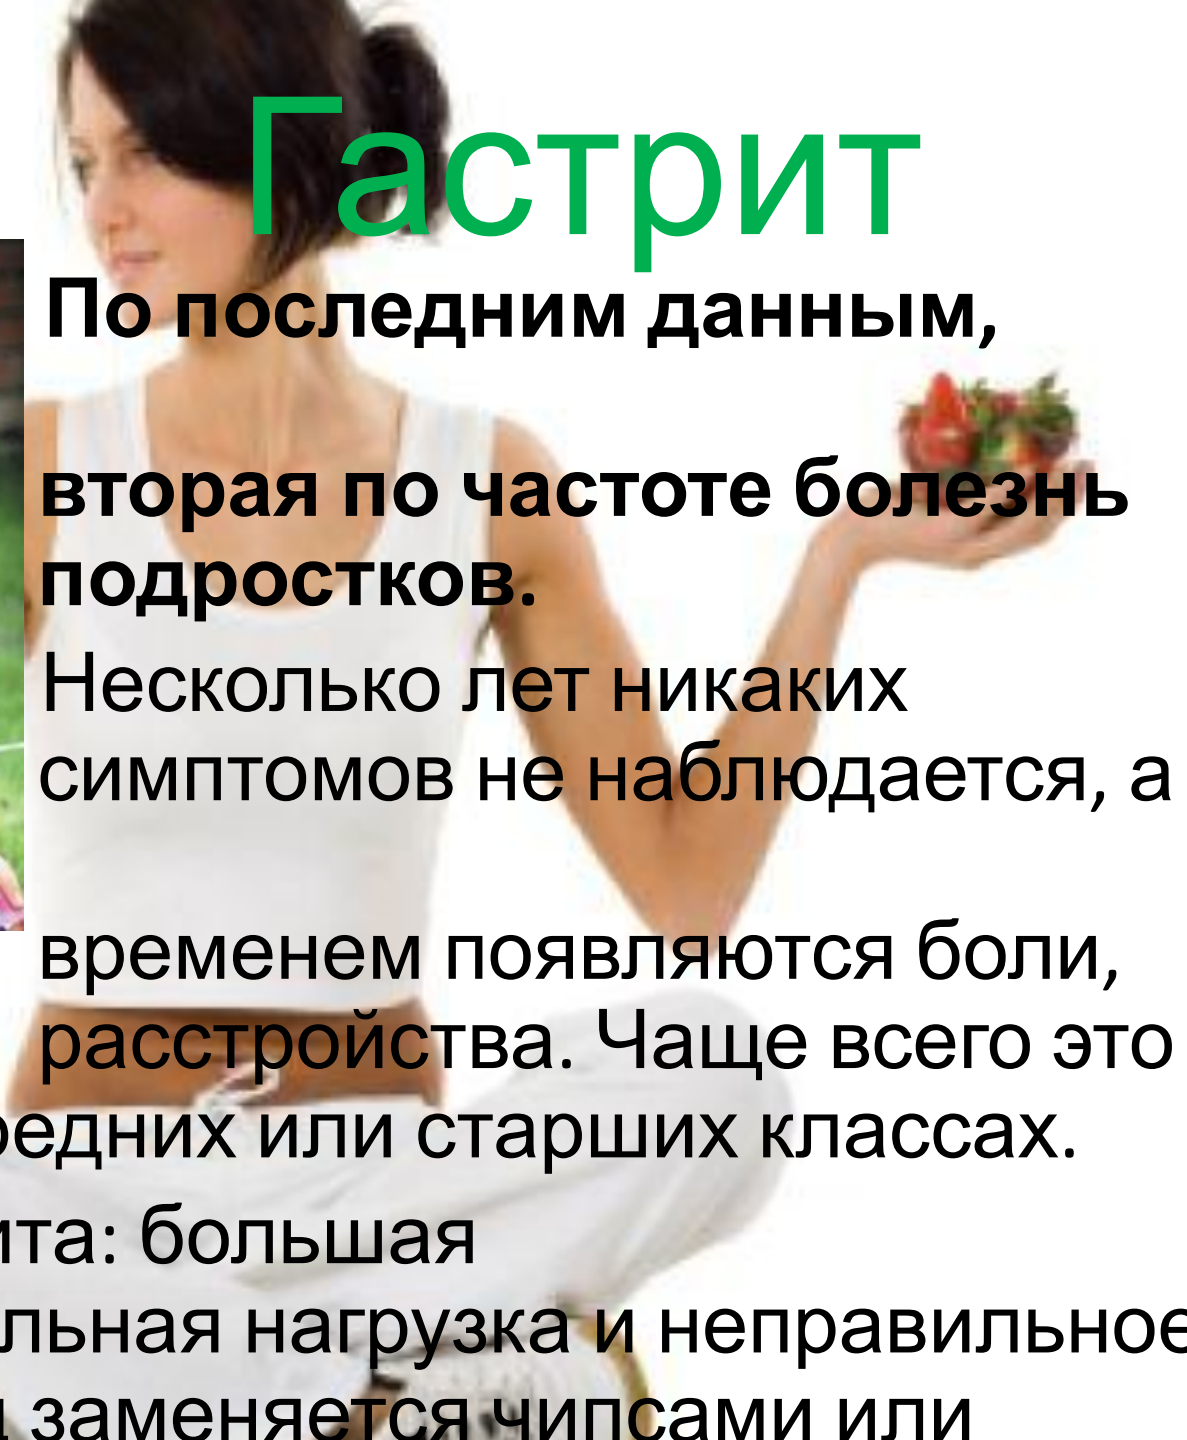 Гастрит
По последним данным,
вторая по частоте болезнь
подростков.
Несколько лет никаких
симптомов не наблюдается, а
временем появляются боли,
расстройства. Чаще всего это
редних или старших классах.
ита: большая
льная нагрузка и неправильное
заменяется чипсами или